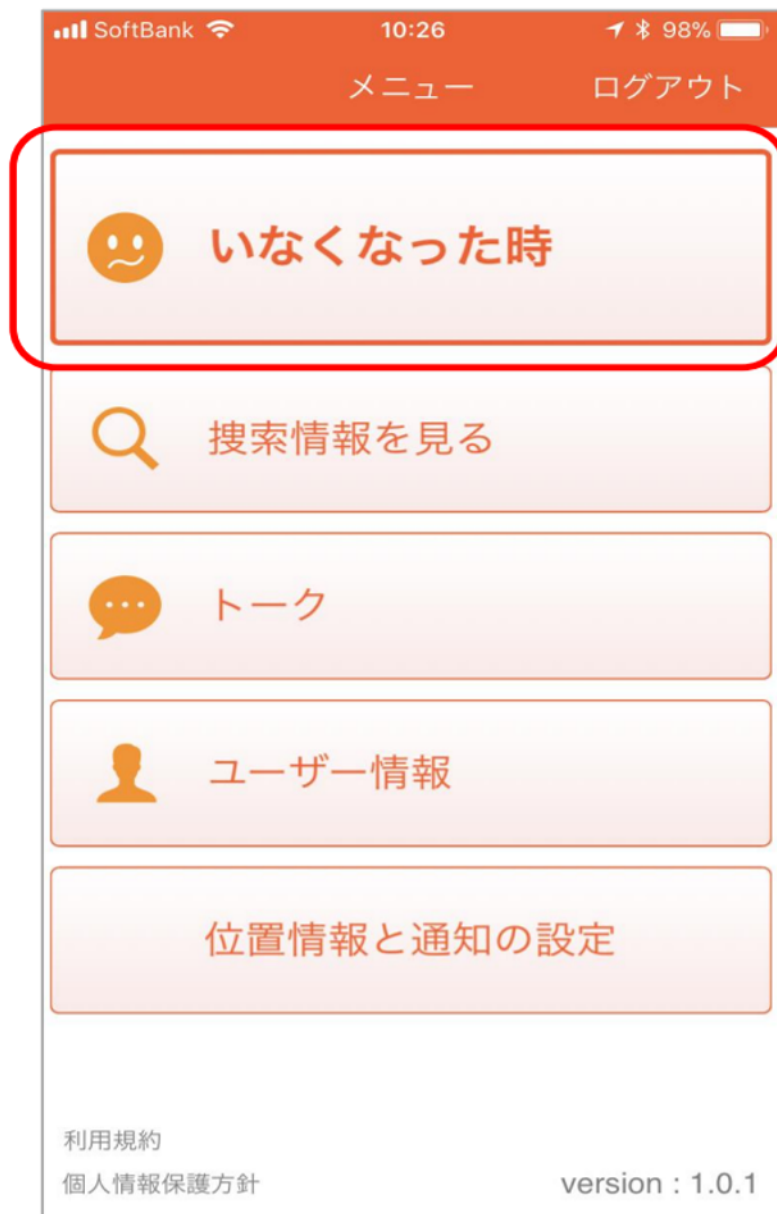 SoftBank 10:26 98%
メニュー ログアウト
いなくなった時
捜索情報を見る
トーク
ユーザー情報
位置情報と通知の設定
利用規約
個人情報保護方針 version : 1.0.1